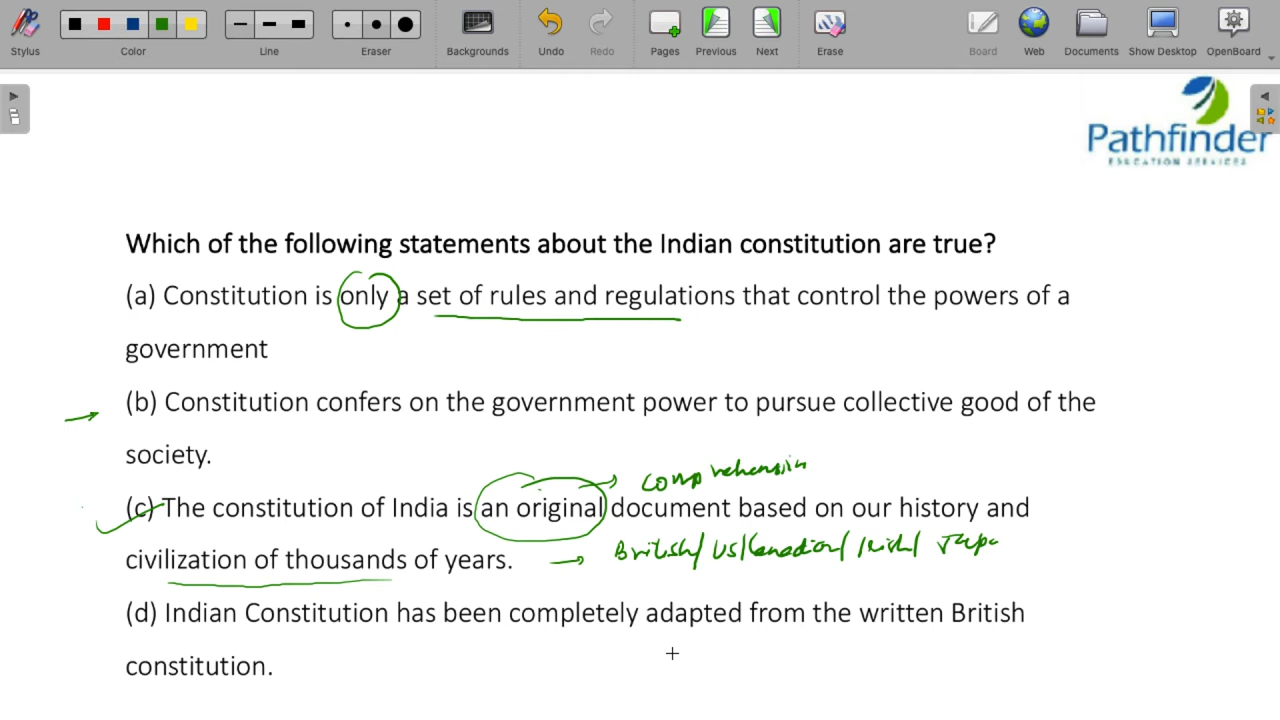 Stylus Color Line Eraser Backgrounds Undo Redo Pages Previous Next Erase Board Web Documents Show Desktop OpenBoard
Pathfinder
EDUCATION SERVICES
Which of the following statements about the Indian constitution are true?
(a) Constitution is only a set of rules and regulations that control the powers of a
government
(b) Constitution confers on the government power to pursue collective good of the
society.
(c) The constitution of India is an original document based on our history and
civilization of thousands of years.
British/ US/Canadian/ Irish/
(d) Indian Constitution has been completely adapted from the written British
constitution.